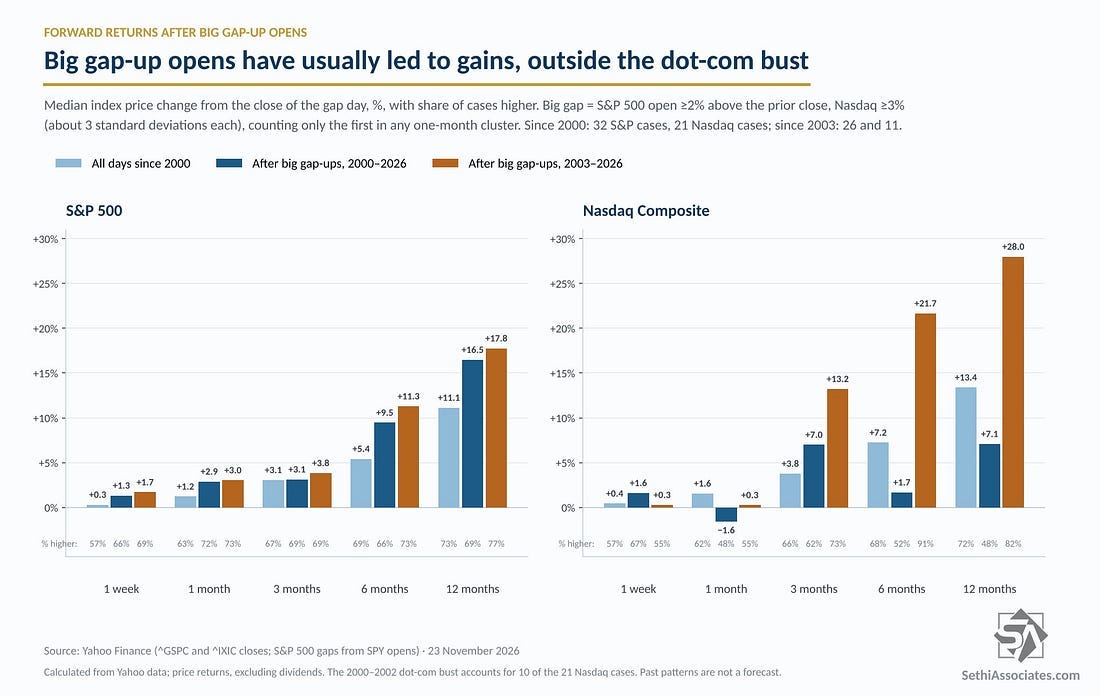 FORWARD RETURNS AFTER BIG GAP-UP OPENS
Big gap-up opens have usually led to gains, outside the dot-com bust
Median index price change from the close of the gap day, %, with share of cases higher. Big gap = S&P 500 open ≥2% above the prior close, Nasdaq ≥3%
(about 3 standard deviations each), counting only the first in any one-month cluster. Since 2000: 32 S&P cases, 21 Nasdaq cases; since 2003: 26 and 11.
All days since 2000 After big gap-ups, 2000–2026 After big gap-ups, 2003–2026
S&P 500
+30%
+25%
+20%
+15%
+10%
+5%
0%
+0.3 +1.3 +1.7
+1.2 +2.9 +3.0
+3.1 +3.1 +3.8
+5.4 +9.5 +11.3
+11.1 +16.5 +17.8
% higher: 57% 66% 69% 63% 72% 73% 67% 69% 69% 69% 66% 73% 73% 69% 77%
1 week 1 month 3 months 6 months 12 months
Nasdaq Composite
+30%
+25%
+20%
+15%
+10%
+5%
0%
+0.4 +1.6 +0.3
+1.6 −1.6 +0.3
+3.8 +7.0 +13.2
+7.2 +1.7 +21.7
+13.4 +7.1 +28.0
% higher: 57% 67% 55% 62% 48% 55% 66% 62% 73% 68% 52% 91% 72% 48% 82%
1 week 1 month 3 months 6 months 12 months
Source: Yahoo Finance (^GSPC and ^IXIC closes; S&P 500 gaps from SPY opens) · 23 November 2026
Calculated from Yahoo data; price returns, excluding dividends. The 2000–2002 dot-com bust accounts for 10 of the 21 Nasdaq cases. Past patterns are not a forecast.
SA
SethiAssociates.com